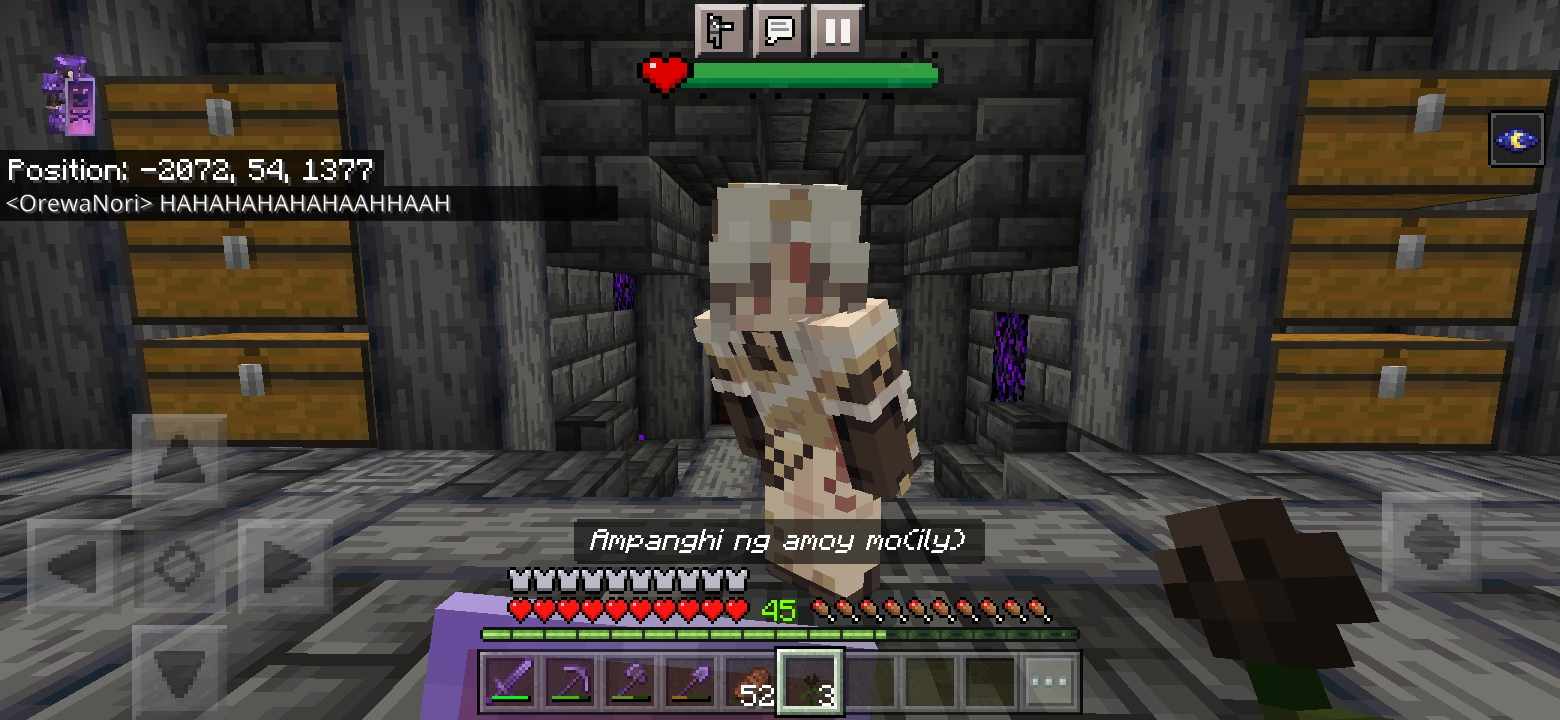 Position: -2072, 54, 1377
<OrewaNori> HAHAHAHAHAHAAHHAAH
Ampanghi ng amoy mo(ily)
45
52
3